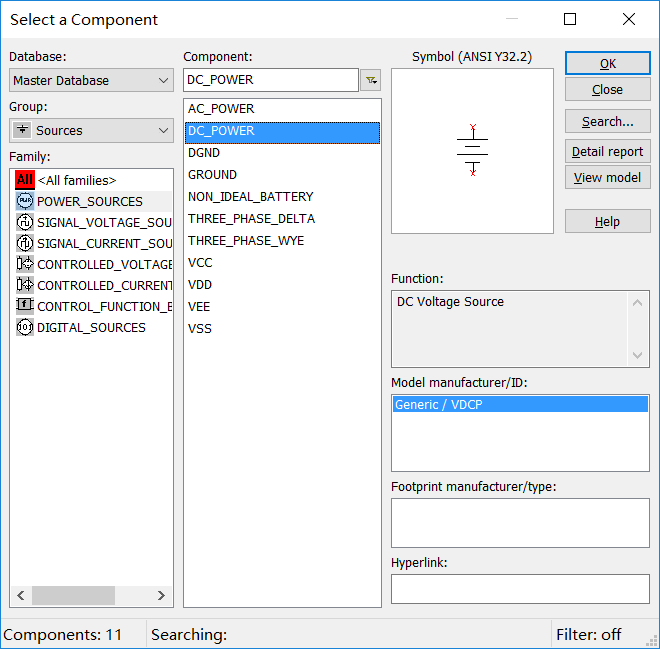 Select a Component
Database:
Master Database
Group:
Sources
Family:
All <All families>
POWER_SOURCES
SIGNAL_VOLTAGE_SOU
SIGNAL_CURRENT_SOU
CONTROLLED_VOLTAGE
CONTROLLED_CURRENT
CONTROL_FUNCTION_B
DIGITAL_SOURCES
Component:
DC_POWER
AC_POWER
DC_POWER
DGND
GROUND
NON_IDEAL_BATTERY
THREE_PHASE_DELTA
THREE_PHASE_WYE
VCC
VDD
VEE
VSS
Symbol (ANSI Y32.2)
OK
Close
Search...
Detail report
View model
Help
Function:
DC Voltage Source
Model manufacturer/ID:
Generic / VDCP
Footprint manufacturer/type:
Hyperlink:
Components: 11
Searching:
Filter: off